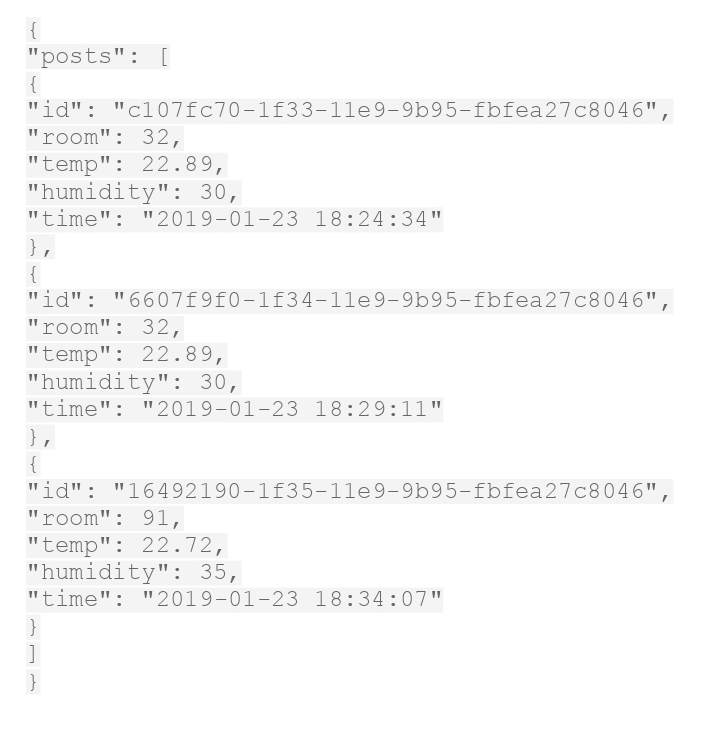 {
"posts": [
{
"id": "c107fc70-1f33-11e9-9b95-fbfea27c8046",
"room": 32,
"temp": 22.89,
"humidity": 30,
"time": "2019-01-23 18:24:34"
},
{
"id": "6607f9f0-1f34-11e9-9b95-fbfea27c8046",
"room": 32,
"temp": 22.89,
"humidity": 30,
"time": "2019-01-23 18:29:11"
},
{
"id": "16492190-1f35-11e9-9b95-fbfea27c8046",
"room": 91,
"temp": 22.72,
"humidity": 35,
"time": "2019-01-23 18:34:07"
}
]
}